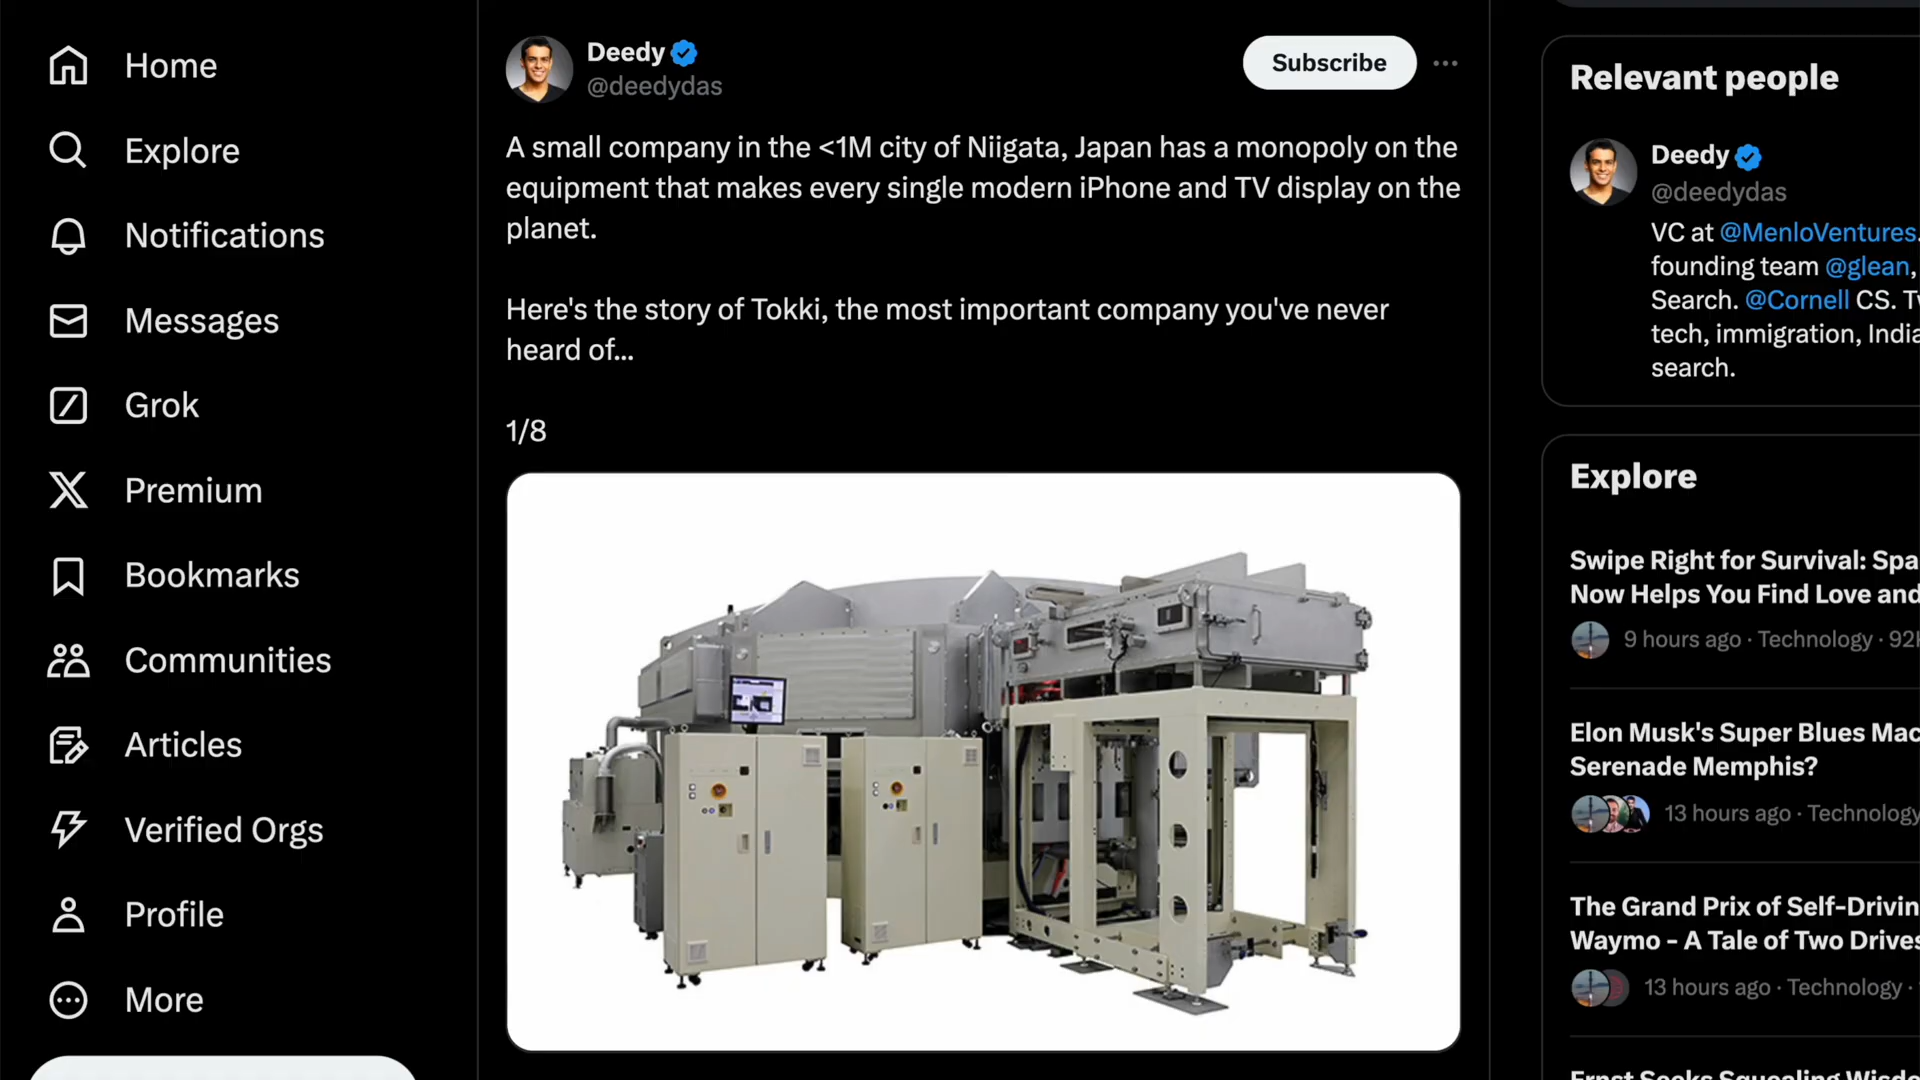 Home
Explore
Notifications
Messages
Grok
Premium
Bookmarks
Communities
Articles
Verified Orgs
Profile
More
Deedy
@deedydas
Subscribe
A small company in the <1M city of Niigata, Japan has a monopoly on the
equipment that makes every single modern iPhone and TV display on the
planet.
Here's the story of Tokki, the most important company you've never
heard of...
1/8
Relevant people
Deedy
@deedydas
VC at @MenloVentures.
founding team @glean,
Search. @Cornell CS.
tech, immigration,
search.
Explore
Swipe Right for Survival:
Now Helps You Find Love and
9 hours ago · Technology ·
Elon Musk's Super Blues
Serenade Memphis?
13 hours ago · Technology
The Grand Prix of
Waymo - A Tale of Two Drives
13 hours ago · Technology ·